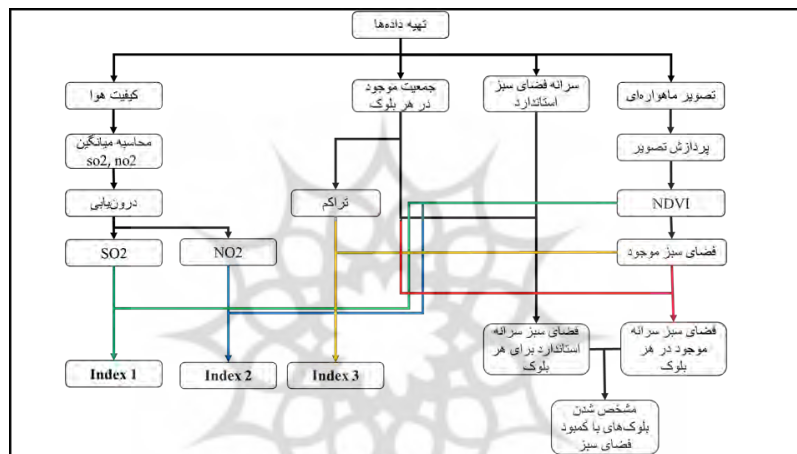 تهیه داده‌ها
کیفیت هوا
جمعیت موجود
در هر بلوک
سرانه فضای سبز
استاندارد
تصویر ماهواره‌ای
محاسبه میانگین
so2, no2
پردازش تصویر
درون‌یابی
تراکم
NDVI
SO2
NO2
فضای سبز موجود
فضای سبز سرانه
استاندارد برای هر
بلوک
فضای سبز سرانه
موجود در هر
بلوک
Index 1
Index 2
Index 3
مشخص شدن
بلوک‌های با کمبود
فضای سبز